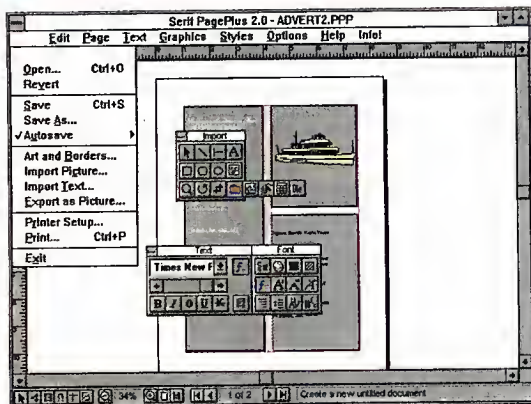 Serif PagePlus 2.0 - ADVERT2.PPP
Edit Page Text Graphics Styles Options Help Info!
Open... Ctrl+O
Revert
Save Ctrl+S
Save As...
√Autosave
Art and Borders...
Import Picture...
Import Text...
Export as Picture...
Printer Setup...
Print... Ctrl+P
Exit
Import
A
Text Font
Times New F
B I O U
34% 1 of 2 Create a new untitled document